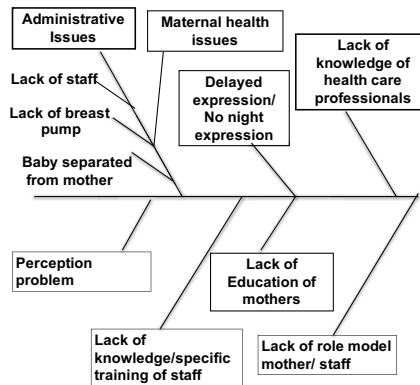 Administrative
Issues
Maternal health
issues
Lack of
knowledge of
health care
professionals
Lack of staff
Delayed
expression/
No night
expression
Lack of breast
pump
Baby separated
from mother
Perception
problem
Lack of
Education of
mothers
Lack of
knowledge/specific
training of staff
Lack of role model
mother/ staff